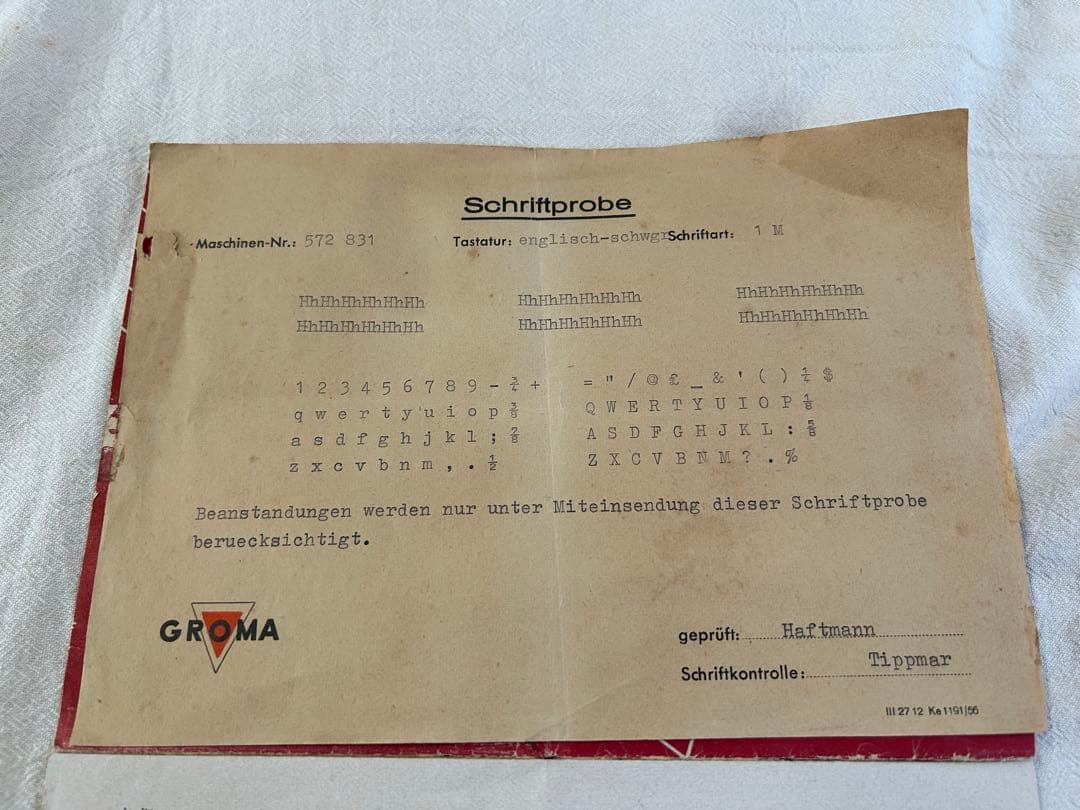 Schriftprobe
Maschinen-Nr.: 572 831 Tastatur: englisch-schwgr Schriftart: 1 M
HhHhHhHhHhHh HhHhHhHhHhHh HhHhHhHhHhHh
HhHhHhHhHhHh HhHhHhHhHhHh HhHhHhHhHhHh
1 2 3 4 5 6 7 8 9 - ¾ + = " / @ £ _ & ' ( ) ¼ $
q w e r t y u i o p ⅜ Q W E R T Y U I O P ⅛
a s d f g h j k l ; ⅞ A S D F G H J K L : ⅝
z x c v b n m , . ½ Z X C V B N M ? . %
Beanstandungen werden nur unter Miteinsendung dieser Schriftprobe
beruecksichtigt.
GROMA
geprüft: Haftmann
Schriftkontrolle: Tippmar
III 27 12 Ke 1191/56